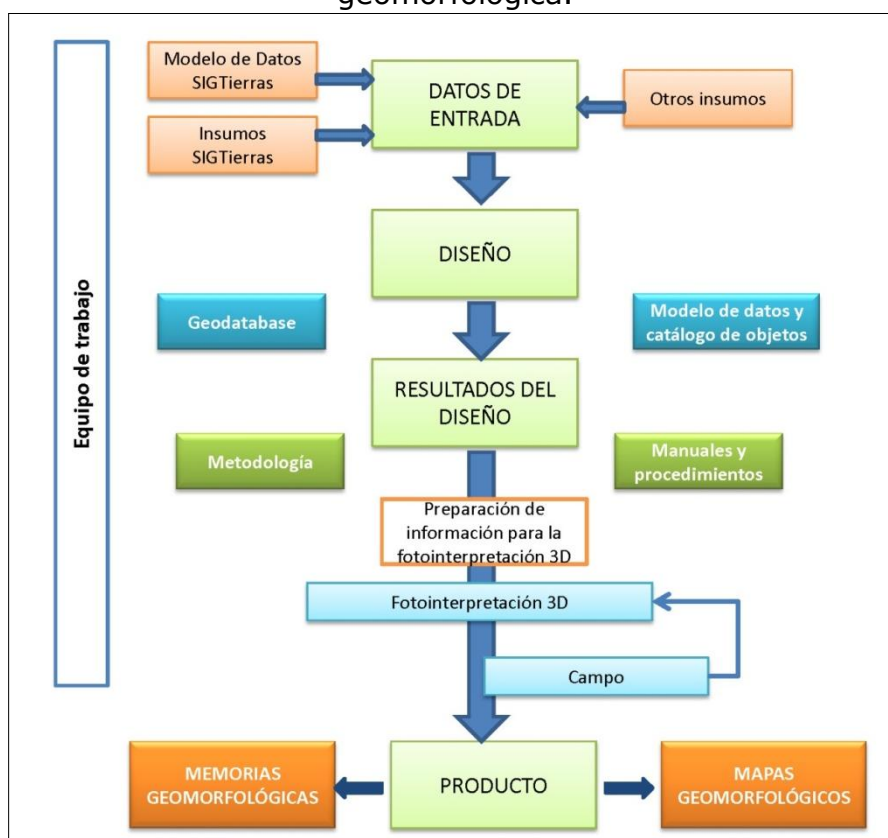 geomorfológica.
Modelo de Datos
SIGTierras
DATOS DE
ENTRADA
Otros insumos
Insumos
SIGTierras
DISEÑO
Equipo de trabajo
Geodatabase
Modelo de datos y
catálogo de objetos
RESULTADOS DEL
DISEÑO
Metodología
Manuales y
procedimientos
Preparación de
información para la
fotointerpretación 3D
Fotointerpretación 3D
Campo
MEMORIAS
GEOMORFOLÓGICAS
PRODUCTO
MAPAS
GEOMORFOLÓGICOS